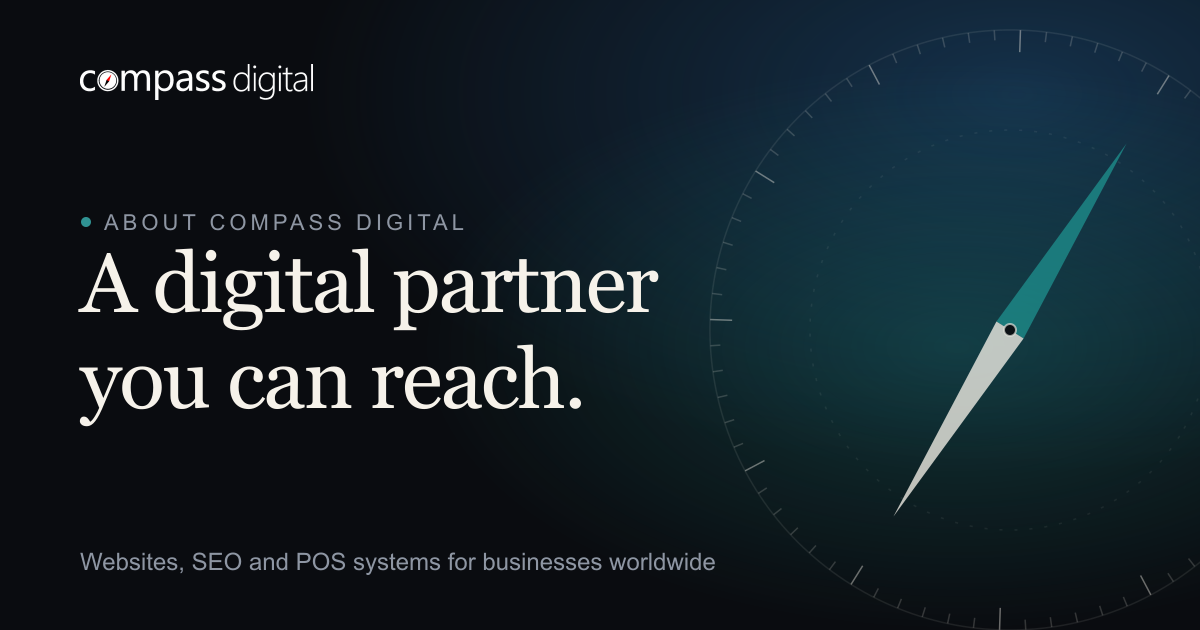 compass digital
ABOUT COMPASS DIGITAL
A digital partner
you can reach.
Websites, SEO and POS systems for businesses worldwide